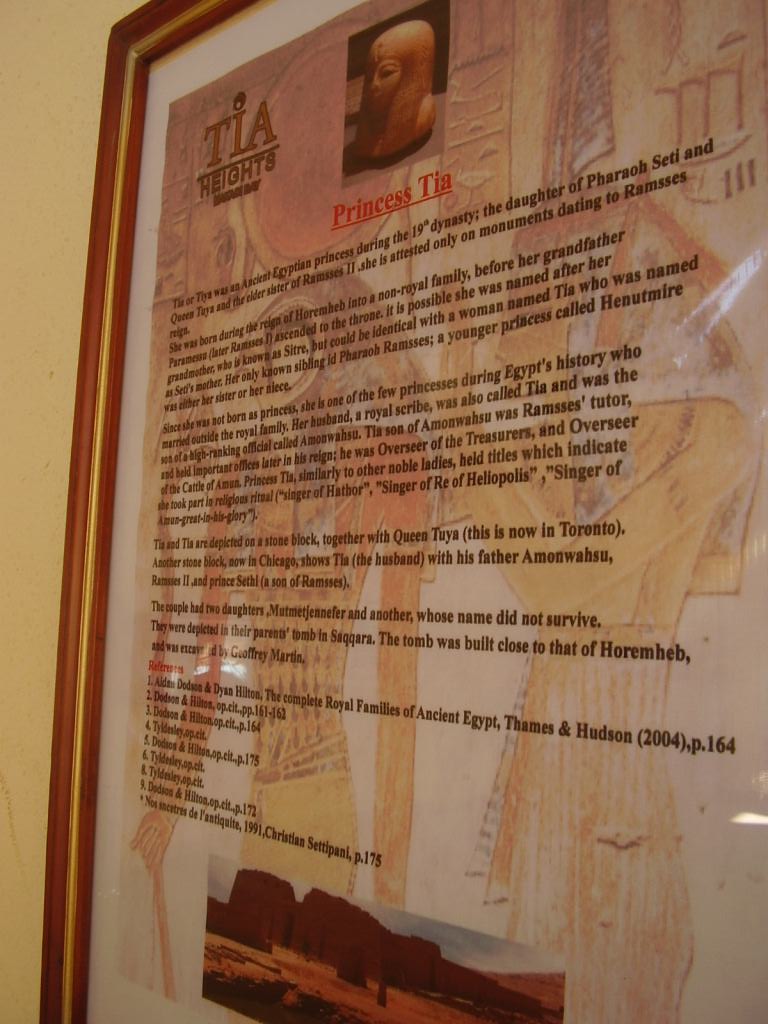 TiA
HEIGHTS
MAKADI BAY
Princess Tia
Tia or Tiya was an Ancient Egyptian princess during the 19th dynasty; the daughter of Pharaoh Seti and
Queen Tuya and the elder sister of Ramsses II .she is attested only on monuments dating to Ramsses
reign.
She was born during the reign of Horemheb into a non-royal family, before her grandfather
Paramessu (later Ramsses I) ascended to the throne. it is possible she was named after her
grandmother, who is known as Sitre, but could be identical with a woman named Tia who was named
as Seti's mother. Her only known sibling id Pharaoh Ramsses; a younger princess called Henutmire
was either her sister or her niece.
Since she was not born as princess, she is one of the few princesses during Egypt's history who
married outside the royal family. Her husband, a royal scribe, was also called Tia and was the
son of a high-ranking official called Amonwahsu. Tia son of Amonwahsu was Ramsses' tutor,
and held important offices later in his reign; he was Overseer of the Treasurers, and Overseer
of the Cattle of Amun. Princess Tia, similarly to other noble ladies, held titles which indicate
she took part in religious ritual ("singer of Hathor", "Singer of Re of Heliopolis" ,"Singer of
Amun-great-in-his-glory").
Tia and Tia are depicted on a stone block, together with Queen Tuya (this is now in Toronto).
Another stone block, now in Chicago, shows Tia (the husband) with his father Amonwahsu,
Ramsses II ,and prince Sethi (a son of Ramsses).
The couple had two daughters ,Mutmetjennefer and another, whose name did not survive.
They were depicted in their parents' tomb in Saqqara. The tomb was built close to that of Horemheb,
and was excavated by Geoffrey Martin.
References
1. Aidan Dodson & Dyan Hilton, The complete Royal Families of Ancient Egypt, Thames & Hudson (2004),p.164
2. Dodson & Hilton, op.cit.,pp.161-162
3. Dodson & Hilton,op.cit.,p.164
4. Tyldesley,op.cit.
5. Dodson & Hilton,op.cit.,p.175
6. Tyldesley,op.cit.
8. Tyldesley,op.cit.
9. Dodson & Hilton,op.cit.,p.172
* Nos ancetres de l'antiquite, 1991,Christian Settipani, p.175